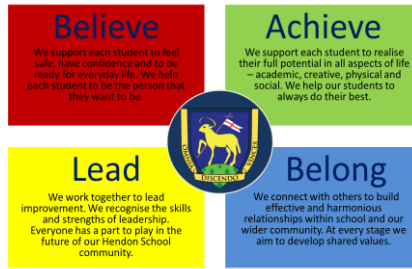 Believe
We support each student to feel
safe, have confidence and to be
ready for everyday life. We help
each student to be the person that
they want to be.
Achieve
We support each student to realise
their full potential in all aspects of life
– academic, creative, physical and
social. We help our students to
always do their best.
OMNIA DISCENDO VINCES
Lead
We work together to lead
improvement. We recognise the skills
and strengths of leadership.
Everyone has a part to play in the
future of our Hendon School
community.
Belong
We connect with others to build
effective and harmonious
relationships within school and our
wider community. At every stage we
aim to develop shared values.